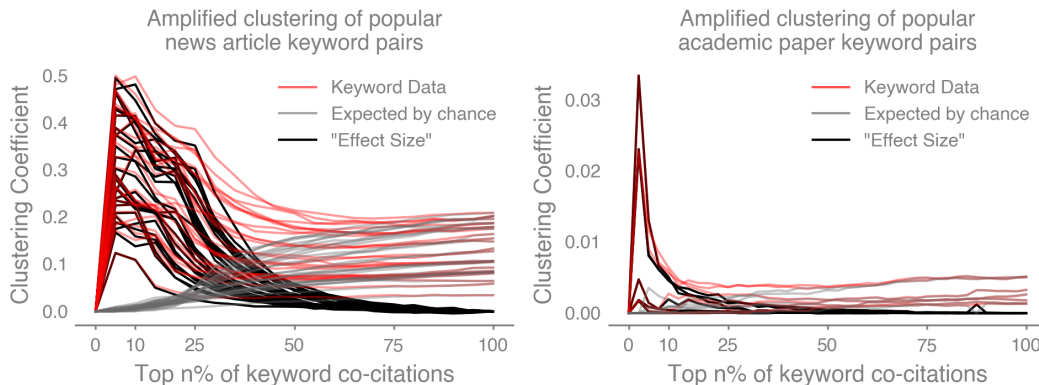 Amplified clustering of popular
news article keyword pairs
Clustering Coefficient
0.5
0.4
0.3
0.2
0.1
0.0
Keyword Data
Expected by chance
"Effect Size"
0 10 25 50 75 100
Top n% of keyword co-citations
Amplified clustering of popular
academic paper keyword pairs
Clustering Coefficient
0.03
0.02
0.01
0.00
Keyword Data
Expected by chance
"Effect Size"
0 10 25 50 75 100
Top n% of keyword co-citations